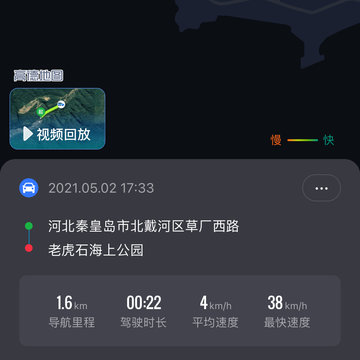 高德地图
视频回放
慢 快
2021.05.02 17:33
河北秦皇岛市北戴河区草厂西路
老虎石海上公园
1.6 km 00:22 4 km/h 38 km/h
导航里程 驾驶时长 平均速度 最快速度